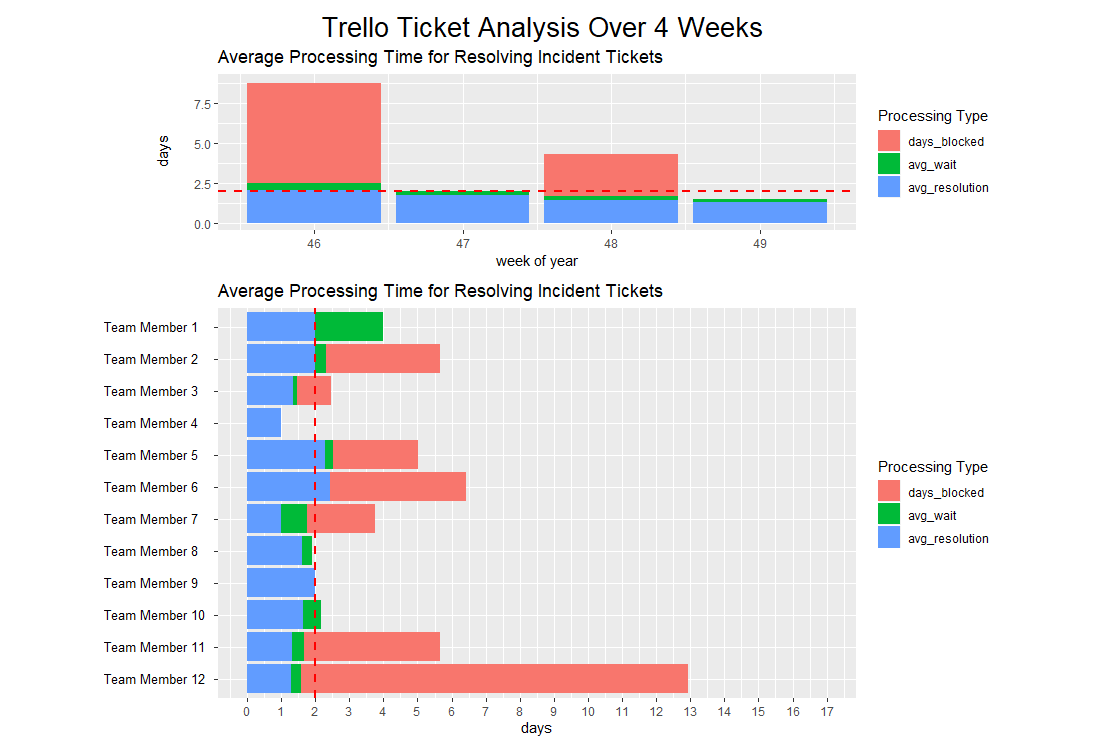 Trello Ticket Analysis Over 4 Weeks
Average Processing Time for Resolving Incident Tickets
days
7.5
5.0
2.5
0.0
46 47 48 49
week of year
Processing Type
days_blocked
avg_wait
avg_resolution
Average Processing Time for Resolving Incident Tickets
Team Member 1
Team Member 2
Team Member 3
Team Member 4
Team Member 5
Team Member 6
Team Member 7
Team Member 8
Team Member 9
Team Member 10
Team Member 11
Team Member 12
0 1 2 3 4 5 6 7 8 9 10 11 12 13 14 15 16 17
days
Processing Type
days_blocked
avg_wait
avg_resolution